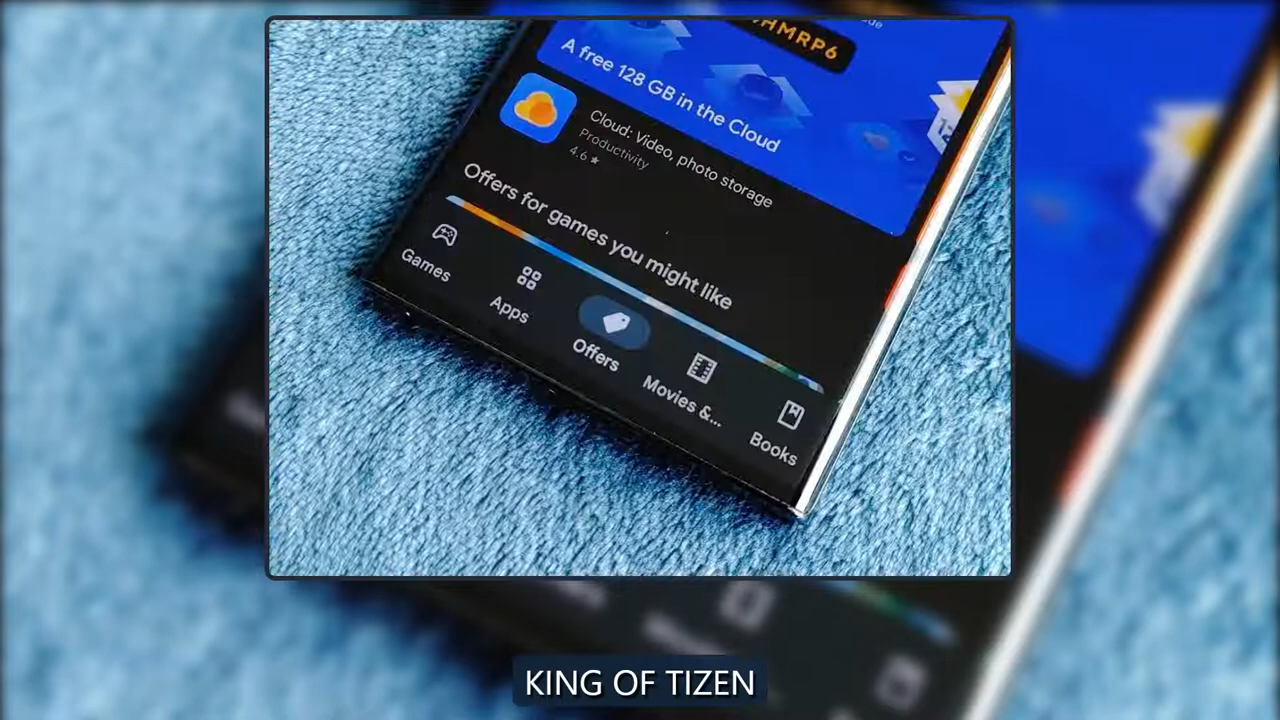 A free 128 GB in the Cloud
Cloud: Video, photo storage
Productivity
4.6 ★
Offers for games you might like
Games
Apps
Offers
Movies &...
Books
KING OF TIZEN